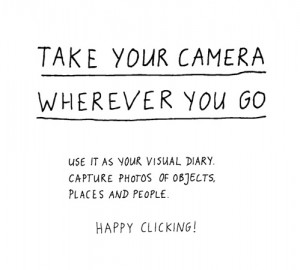 TAKE YOUR CAMERA
WHEREVER YOU GO
USE IT AS YOUR VISUAL DIARY.
CAPTURE PHOTOS OF OBJECTS,
PLACES AND PEOPLE.
HAPPY CLICKING!